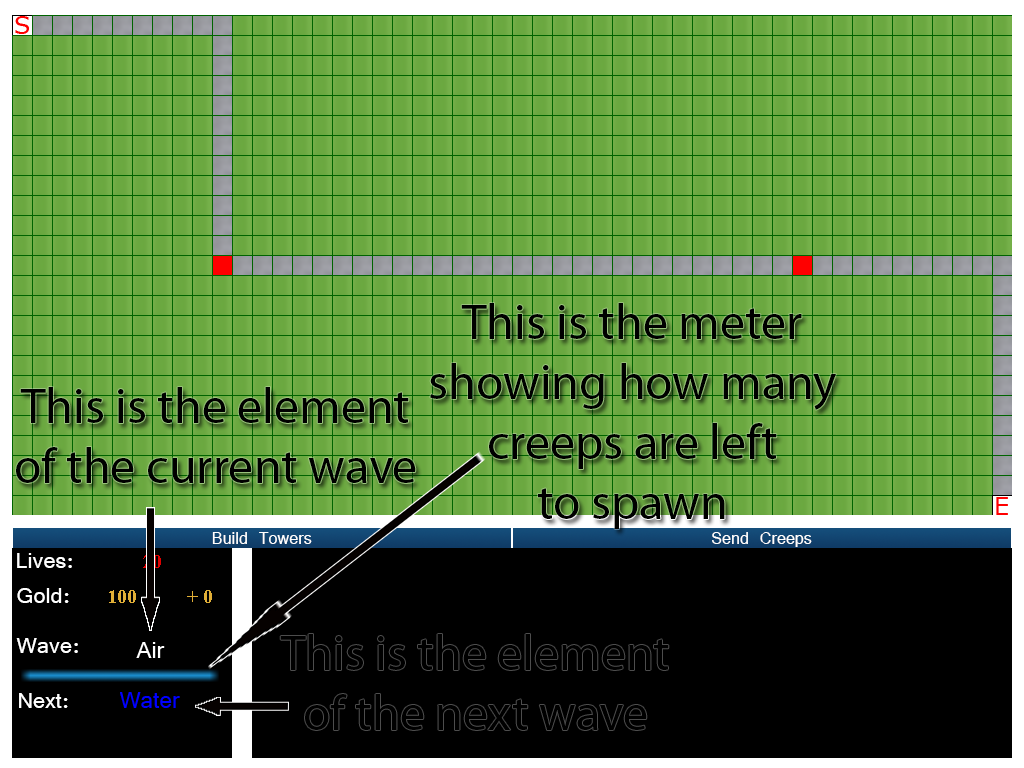 S
This is the meter
showing how many
creeps are left
to spawn
This is the element
of the current wave
E
Build Towers
Send Creeps
Lives:
Gold: 100 + 0
Wave: Air
Next: Water
This is the element
of the next wave